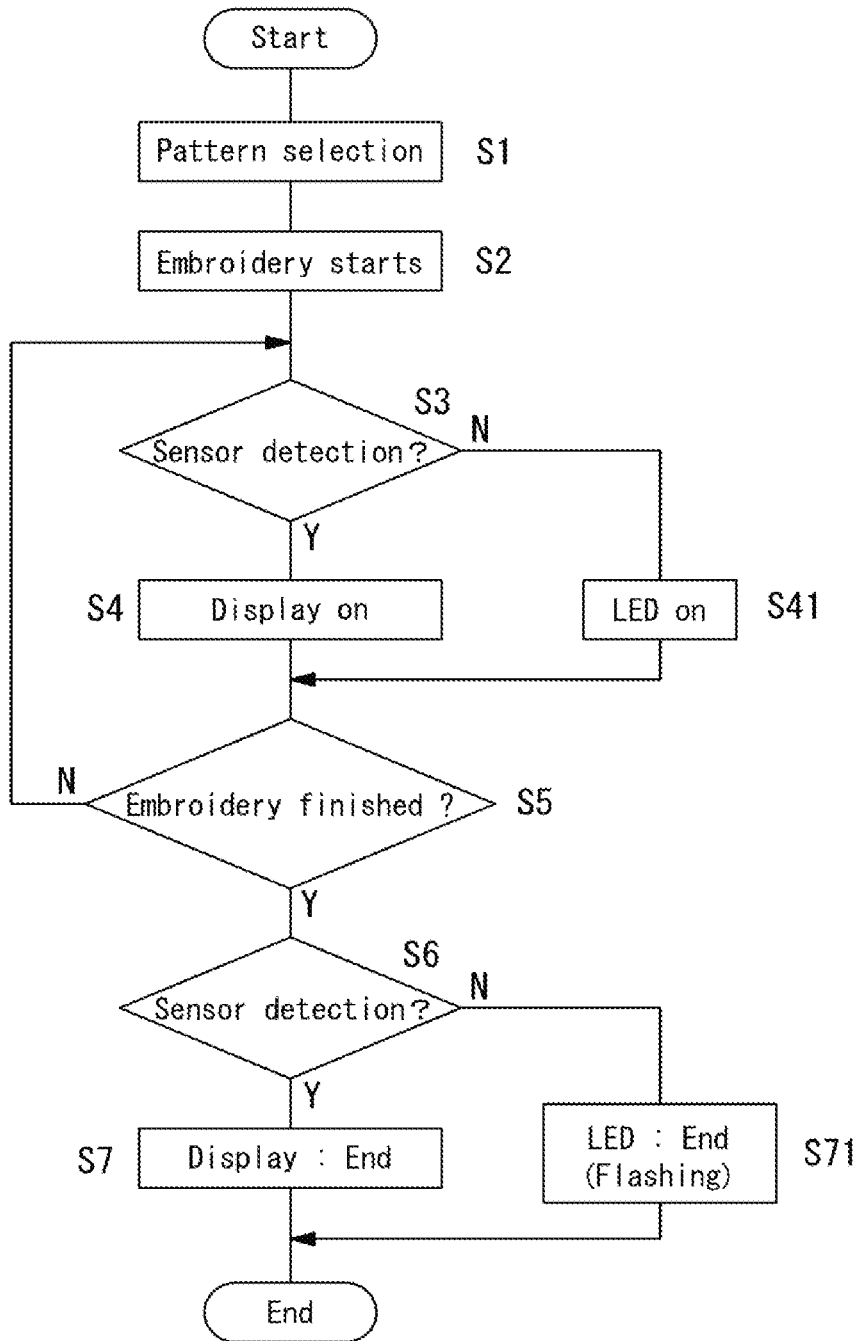 Start
Pattern selection S1
Embroidery starts S2
S3
Sensor detection? N
Y
S4 Display on LED on S41
N Embroidery finished ? S5
Y
S6
Sensor detection? N
Y
S7 Display : End LED : End S71
(Flashing)
End